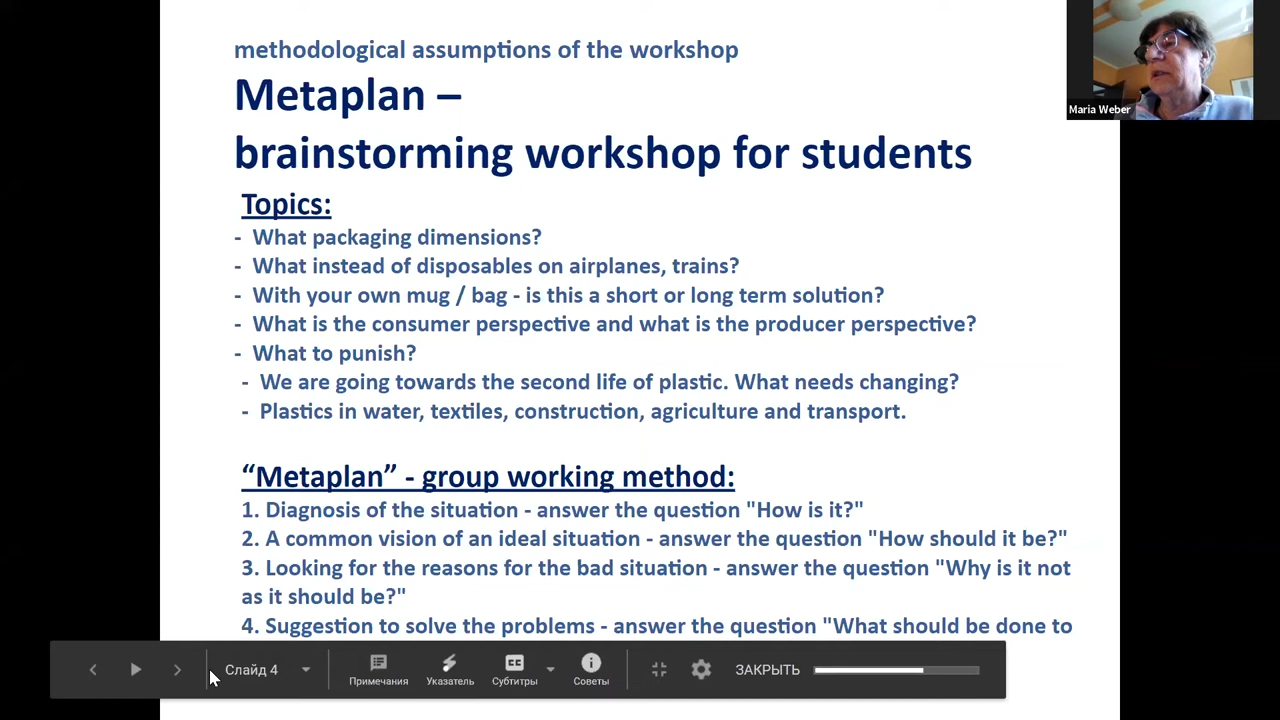 methodological assumptions of the workshop
Metaplan –
brainstorming workshop for students
Topics:
- What packaging dimensions?
- What instead of disposables on airplanes, trains?
- With your own mug / bag - is this a short or long term solution?
- What is the consumer perspective and what is the producer perspective?
- What to punish?
- We are going towards the second life of plastic. What needs changing?
- Plastics in water, textiles, construction, agriculture and transport.
“Metaplan” - group working method:
1. Diagnosis of the situation - answer the question "How is it?"
2. A common vision of an ideal situation - answer the question "How should it be?"
3. Looking for the reasons for the bad situation - answer the question "Why is it not
as it should be?"
4. Suggestion to solve the problems - answer the question "What should be done to
Maria Weber
Слайд 4
Примечания
Указатель
Субтитры
Советы
ЗАКРЫТЬ